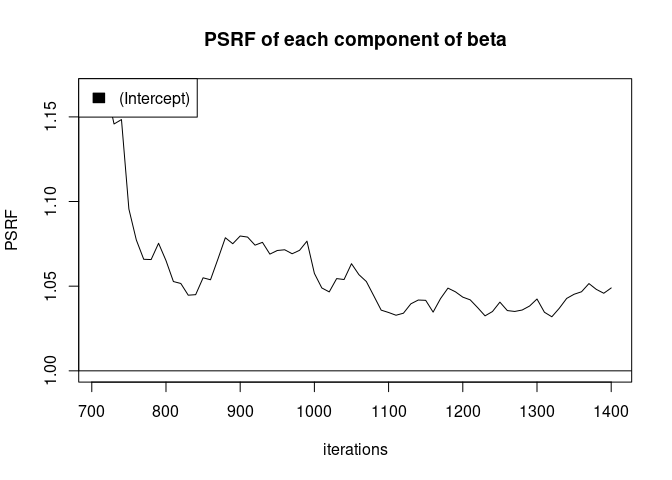 PSRF of each component of beta
(Intercept)
PSRF
1.15
1.10
1.05
1.00
700 800 900 1000 1100 1200 1300 1400
iterations